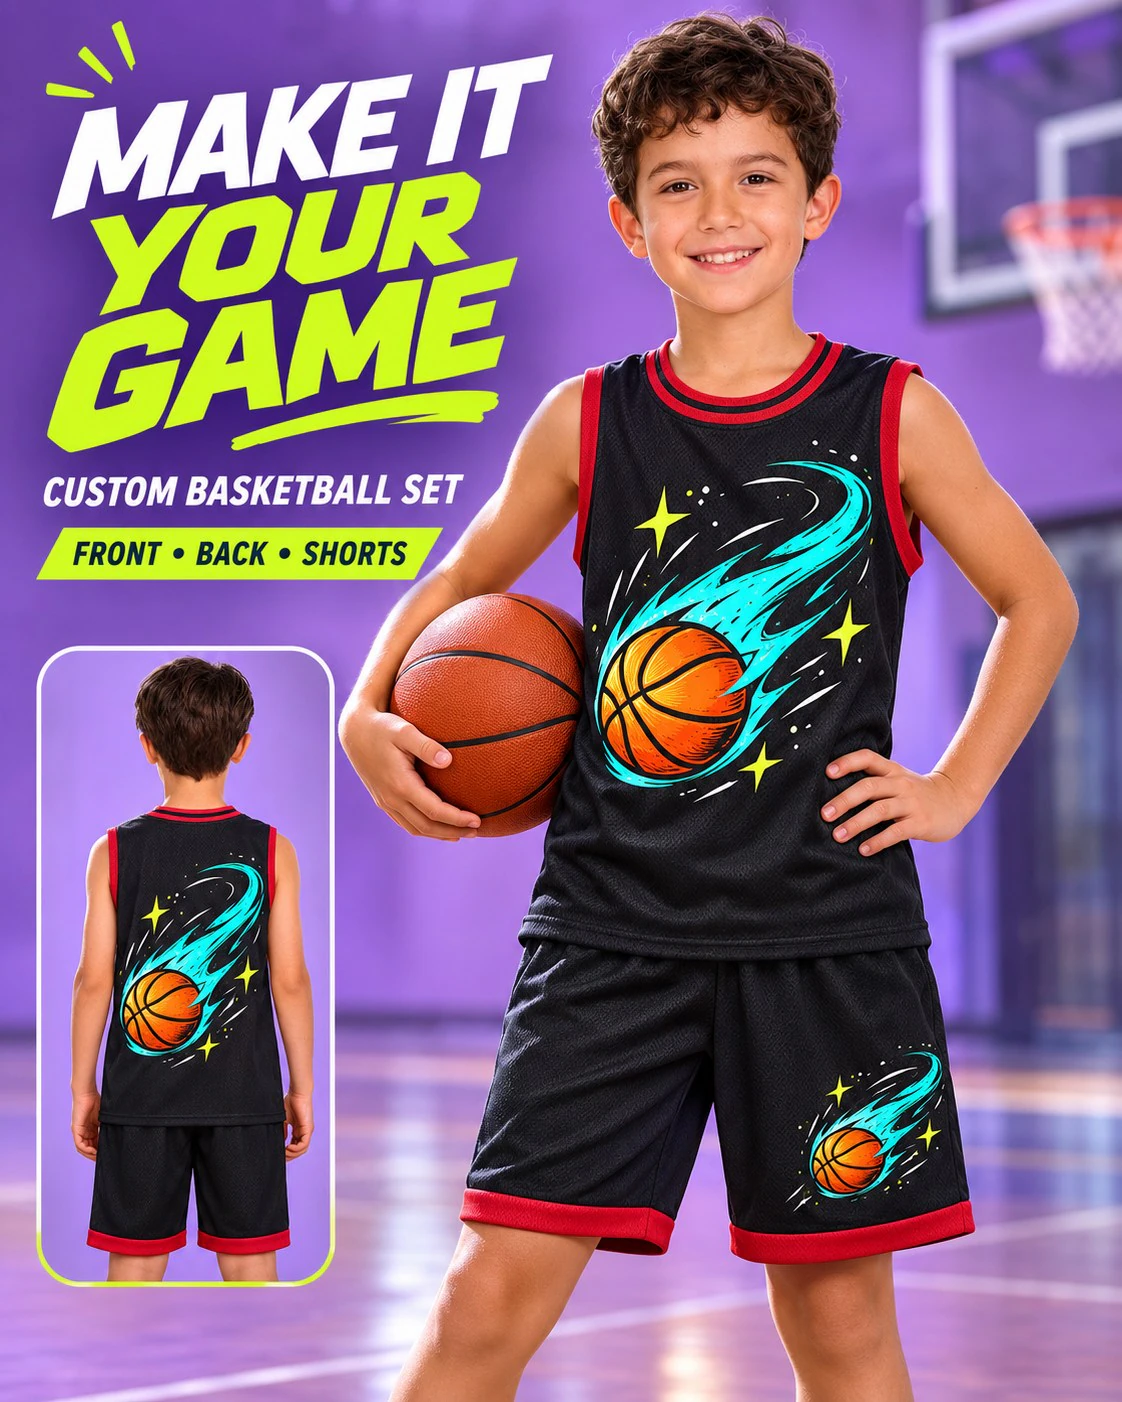 MAKE IT
YOUR
GAME
CUSTOM BASKETBALL SET
FRONT • BACK • SHORTS